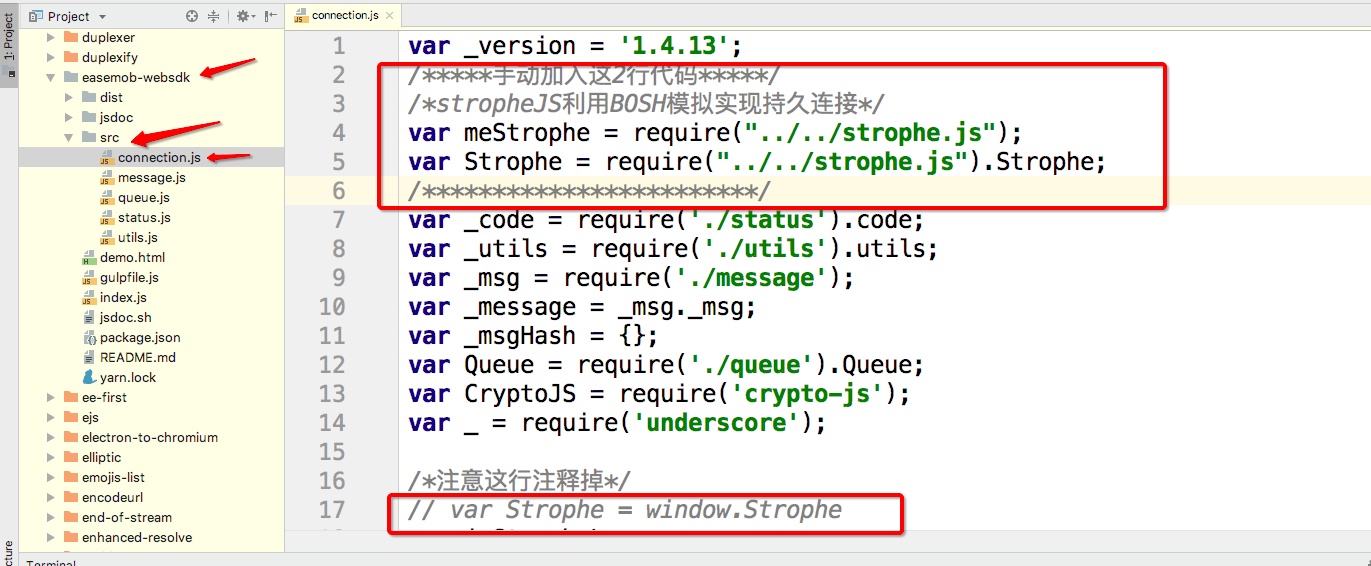 1: Project
Project
connection.js
duplexer
duplexify
easemob-websdk
dist
jsdoc
src
connection.js
message.js
queue.js
status.js
utils.js
demo.html
gulpfile.js
index.js
jsdoc.sh
package.json
README.md
yarn.lock
ee-first
ejs
electron-to-chromium
elliptic
emojis-list
encodeurl
end-of-stream
enhanced-resolve
1 var _version = '1.4.13';
2 /*****手动加入这2行代码*****/
3 /*stropheJS利用BOSH模拟实现持久连接*/
4 var meStrophe = require("../../strophe.js");
5 var Strophe = require("../../strophe.js").Strophe;
6 /************************/
7 var _code = require('./status').code;
8 var _utils = require('./utils').utils;
9 var _msg = require('./message');
10 var _message = _msg._msg;
11 var _msgHash = {};
12 var Queue = require('./queue').Queue;
13 var CryptoJS = require('crypto-js');
14 var _ = require('underscore');
15
16 /*注意这行注释掉*/
17 // var Strophe = window.Strophe
Terminal